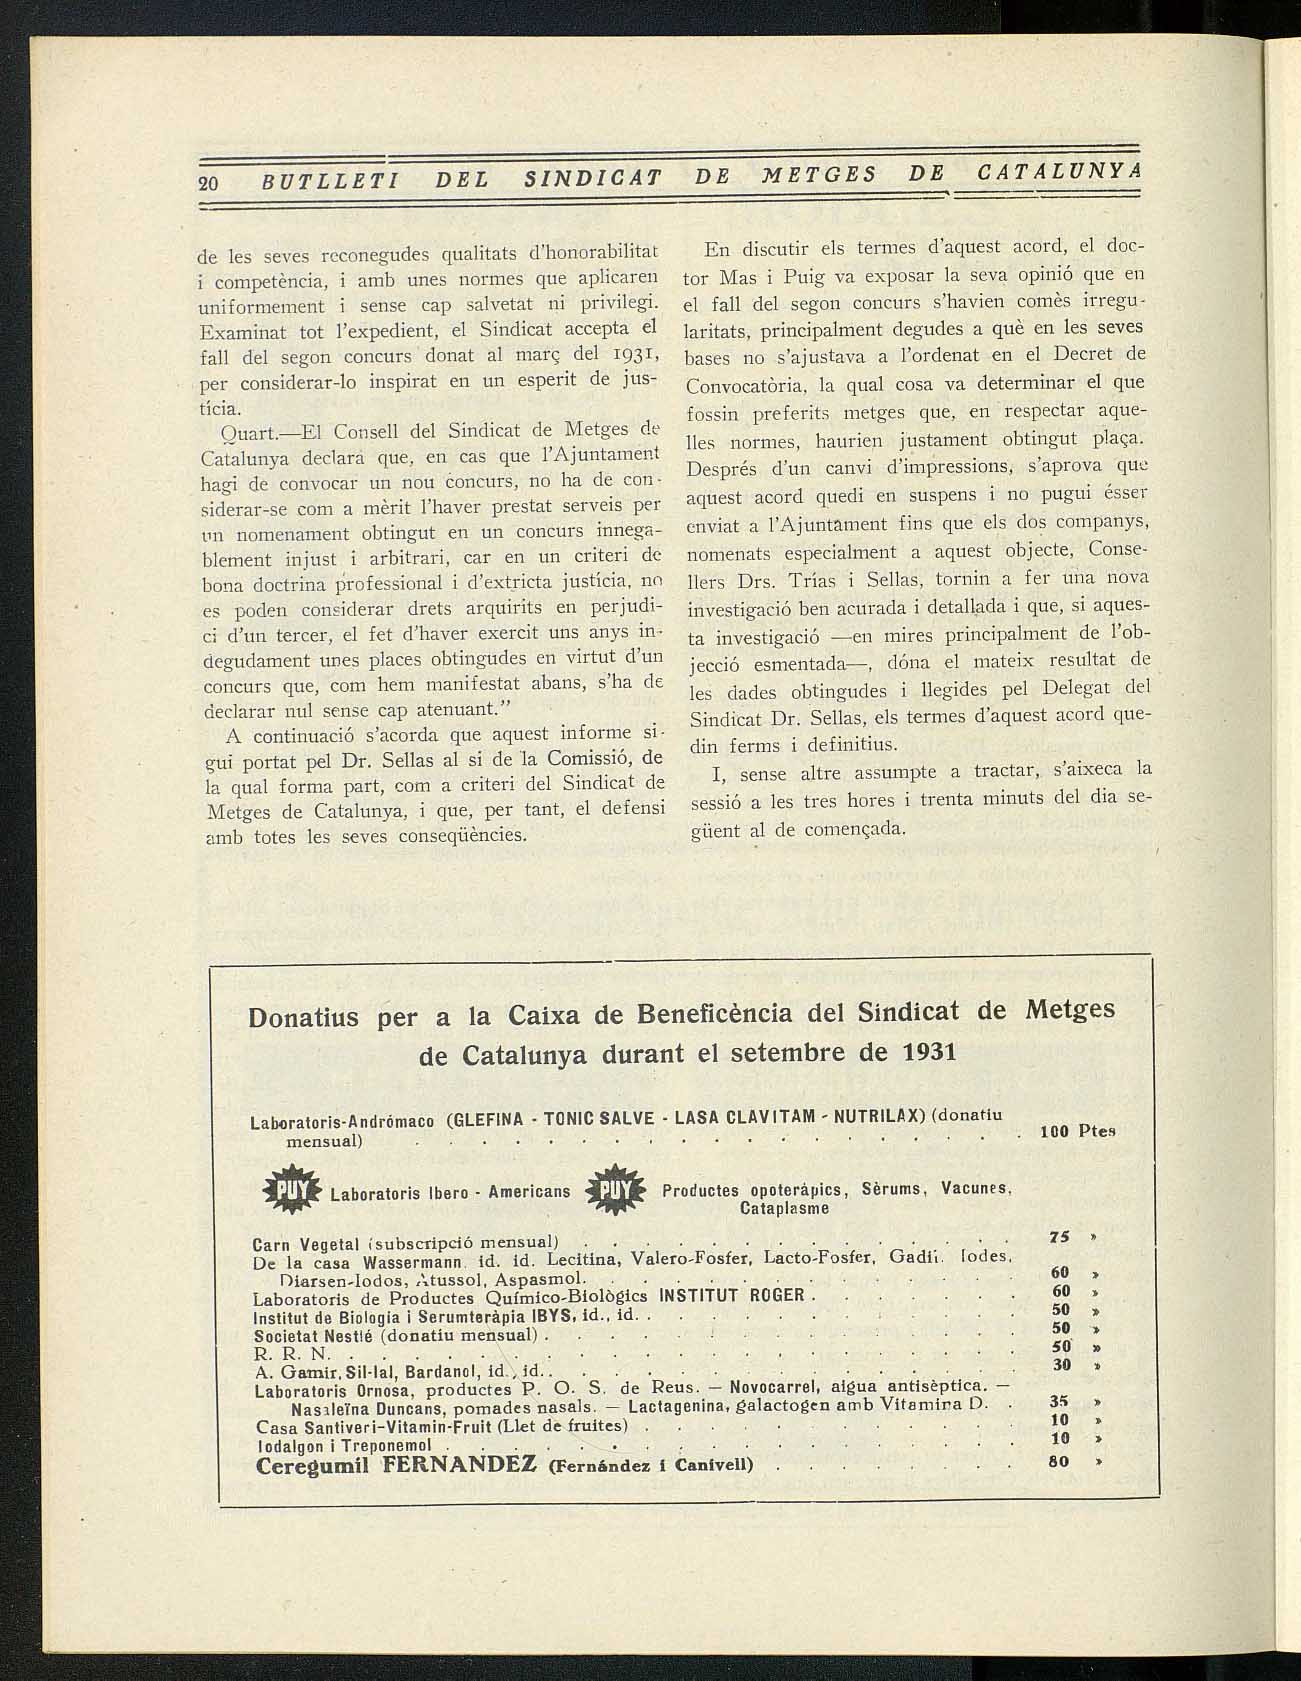 20 BUTLLETI DEL SINDICAT DE METGES DE CATALUNYA
de les seves reconegudes qualitats d'honorabilitat
i competència, i amb unes normes que aplicaren
uniformement i sense cap salvetat ni privilegi.
Examinat tot l'expedient, el Sindicat accepta el
fall del segon concurs donat al març del 1931,
per considerar-lo inspirat en un esperit de jus-
tícia.
Quart.—El Consell del Sindicat de Metges de
Catalunya declara que, en cas que l'Ajuntament
hagi de convocar un nou concurs, no ha de con-
siderar-se com a mèrit l'haver prestat serveis per
un nomenament obtingut en un concurs innega-
blement injust i arbitrari, car en un criteri de
bona doctrina professional i d'extricta justícia, no
es poden considerar drets arquirits en perjudi-
ci d'un tercer, el fet d'haver exercit uns anys in-
degudament unes places obtingudes en virtut d'un
concurs que, com hem manifestat abans, s'ha de
declarar nul sense cap atenuant."
A continuació s'acorda que aquest informe si-
gui portat pel Dr. Sellas al si de la Comissió, de
la qual forma part, com a criteri del Sindicat de
Metges de Catalunya, i que, per tant, el defensi
amb totes les seves conseqüències.
En discutir els termes d'aquest acord, el doc-
tor Mas i Puig va exposar la seva opinió que en
el fall del segon concurs s'havien comès irregu-
laritats, principalment degudes a què en les seves
bases no s'ajustava a l'ordenat en el Decret de
Convocatòria, la qual cosa va determinar el que
fossin preferits metges que, en respectar aque-
lles normes, haurien justament obtingut plaça.
Després d'un canvi d'impressions, s'aprova que
aquest acord quedi en suspens i no pugui ésser
enviat a l'Ajuntament fins que els dos companys,
nomenats especialment a aquest objecte, Conse-
llers Drs. Trías i Sellas, tornin a fer una nova
investigació ben acurada i detallada i que, si aques-
ta investigació —en mires principalment de l'ob-
jecció esmentada—, dóna el mateix resultat de
les dades obtingudes i llegides pel Delegat del
Sindicat Dr. Sellas, els termes d'aquest acord que-
din ferms i definitius.
I, sense altre assumpte a tractar, s'aixeca la
sessió a les tres hores i trenta minuts del dia se-
güent al de començada.
Donatius per a la Caixa de Beneficència del Sindicat de Metges
de Catalunya durant el setembre de 1931
Laboratoris-Andrómaco (GLEFINA - TONIC SALVE - LASA CLAVITAM - NUTRILAX) (donatiu
mensual) . . . . . . . . . . . . . . . . . . 100 Ptes
PUY Laboratoris Ibero - Americans PUY Productes opoteràpics, Sèrums, Vacunes,
Cataplasme
Carn Vegetal (subscripció mensual) . . . . . . . . . . . . . 75 »
De la casa Wassermann. id. id. Lecitina, Valero-Fosfer, Lacto-Fosfer, Gadil. Iodes,
Diarsen-Iodos, Atussol, Aspasmol. . . . . . . . . . . . . . 60 »
Laboratoris de Productes Químico-Biològics INSTITUT ROGER . . . . . . . 60 »
Institut de Biologia i Serumteràpia IBYS, id., id. . . . . . . . . . . . . 50 »
Societat Nestlé (donatiu mensual) . . . . . . . . . . . . . . . 50 »
R. R. N. . . . . . . . . . . . . . . . . . . . . . 50 »
A. Gamir, Sil-lal, Bardanol, id., id. . . . . . . . . . . . . . . . 30 »
Laboratoris Ornosa, productes P. O. S. de Reus. — Novocarrel, aigua antisèptica. —
Nasaleïna Duncans, pomades nasals. — Lactagenina, galactogen amb Vitamina D. . 35 »
Casa Santiveri-Vitamin-Fruit (Llet de fruites) . . . . . . . . . . . . 10 »
Iodalgon i Treponemol . . . . . . . . . . . . . . . . . . 10 »
Ceregumil FERNANDEZ (Fernández i Canivell) . . . . . . . . 80 »